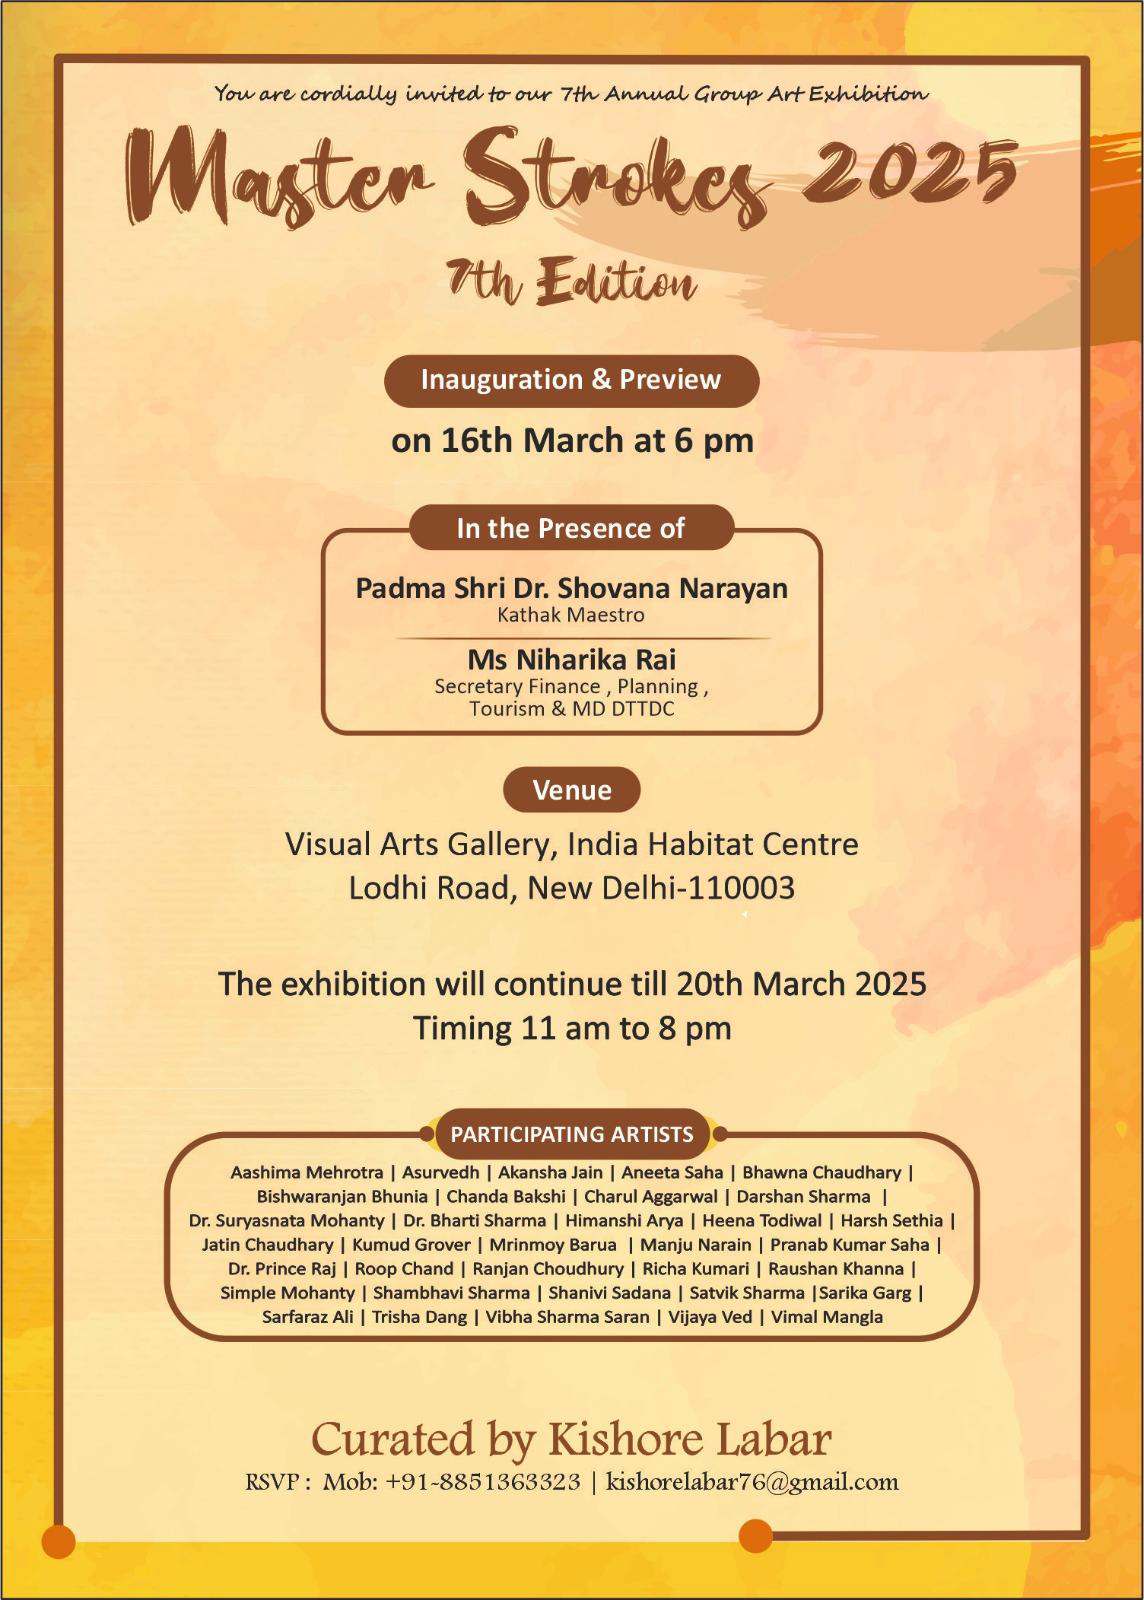 You are cordially invited to our 7th Annual Group Art Exhibition
Master Strokes 2025
7th Edition
Inauguration & Preview
on 16th March at 6 pm
In the Presence of
Padma Shri Dr. Shovana Narayan
Kathak Maestro
Ms Niharika Rai
Secretary Finance , Planning ,
Tourism & MD DTTDC
Venue
Visual Arts Gallery, India Habitat Centre
Lodhi Road, New Delhi-110003
The exhibition will continue till 20th March 2025
Timing 11 am to 8 pm
PARTICIPATING ARTISTS
Aashima Mehrotra | Asurvedh | Akansha Jain | Aneeta Saha | Bhawna Chaudhary |
Bishwaranjan Bhunia | Chanda Bakshi | Charul Aggarwal | Darshan Sharma |
Dr. Suryasnata Mohanty | Dr. Bharti Sharma | Himanshi Arya | Heena Todiwal | Harsh Sethia |
Jatin Chaudhary | Kumud Grover | Mrinmoy Barua | Manju Narain | Pranab Kumar Saha |
Dr. Prince Raj | Roop Chand | Ranjan Choudhury | Richa Kumari | Raushan Khanna |
Simple Mohanty | Shambhavi Sharma | Shanivi Sadana | Satvik Sharma |Sarika Garg |
Sarfaraz Ali | Trisha Dang | Vibha Sharma Saran | Vijaya Ved | Vimal Mangla
Curated by Kishore Labar
RSVP : Mob: +91-8851363323 | kishorelabar76@gmail.com